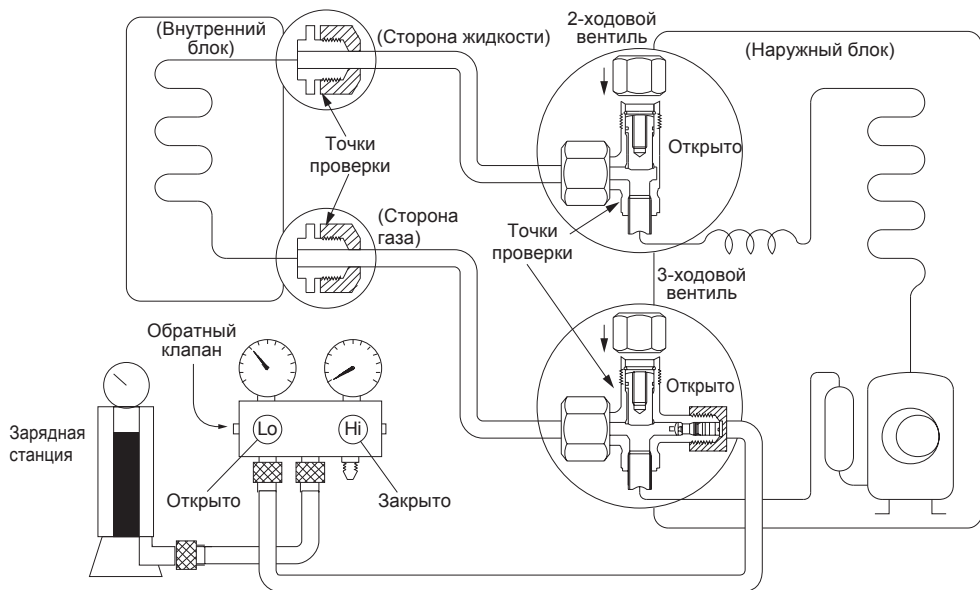 (Внутренний
блок)
(Сторона жидкости)
2-ходовой
вентиль
(Наружный блок)
Точки
проверки
Открыто
(Сторона
газа)
Точки
проверки
3-ходовой
вентиль
Обратный
клапан
Открыто
Зарядная
станция
Lo
Hi
Открыто
Закрыто